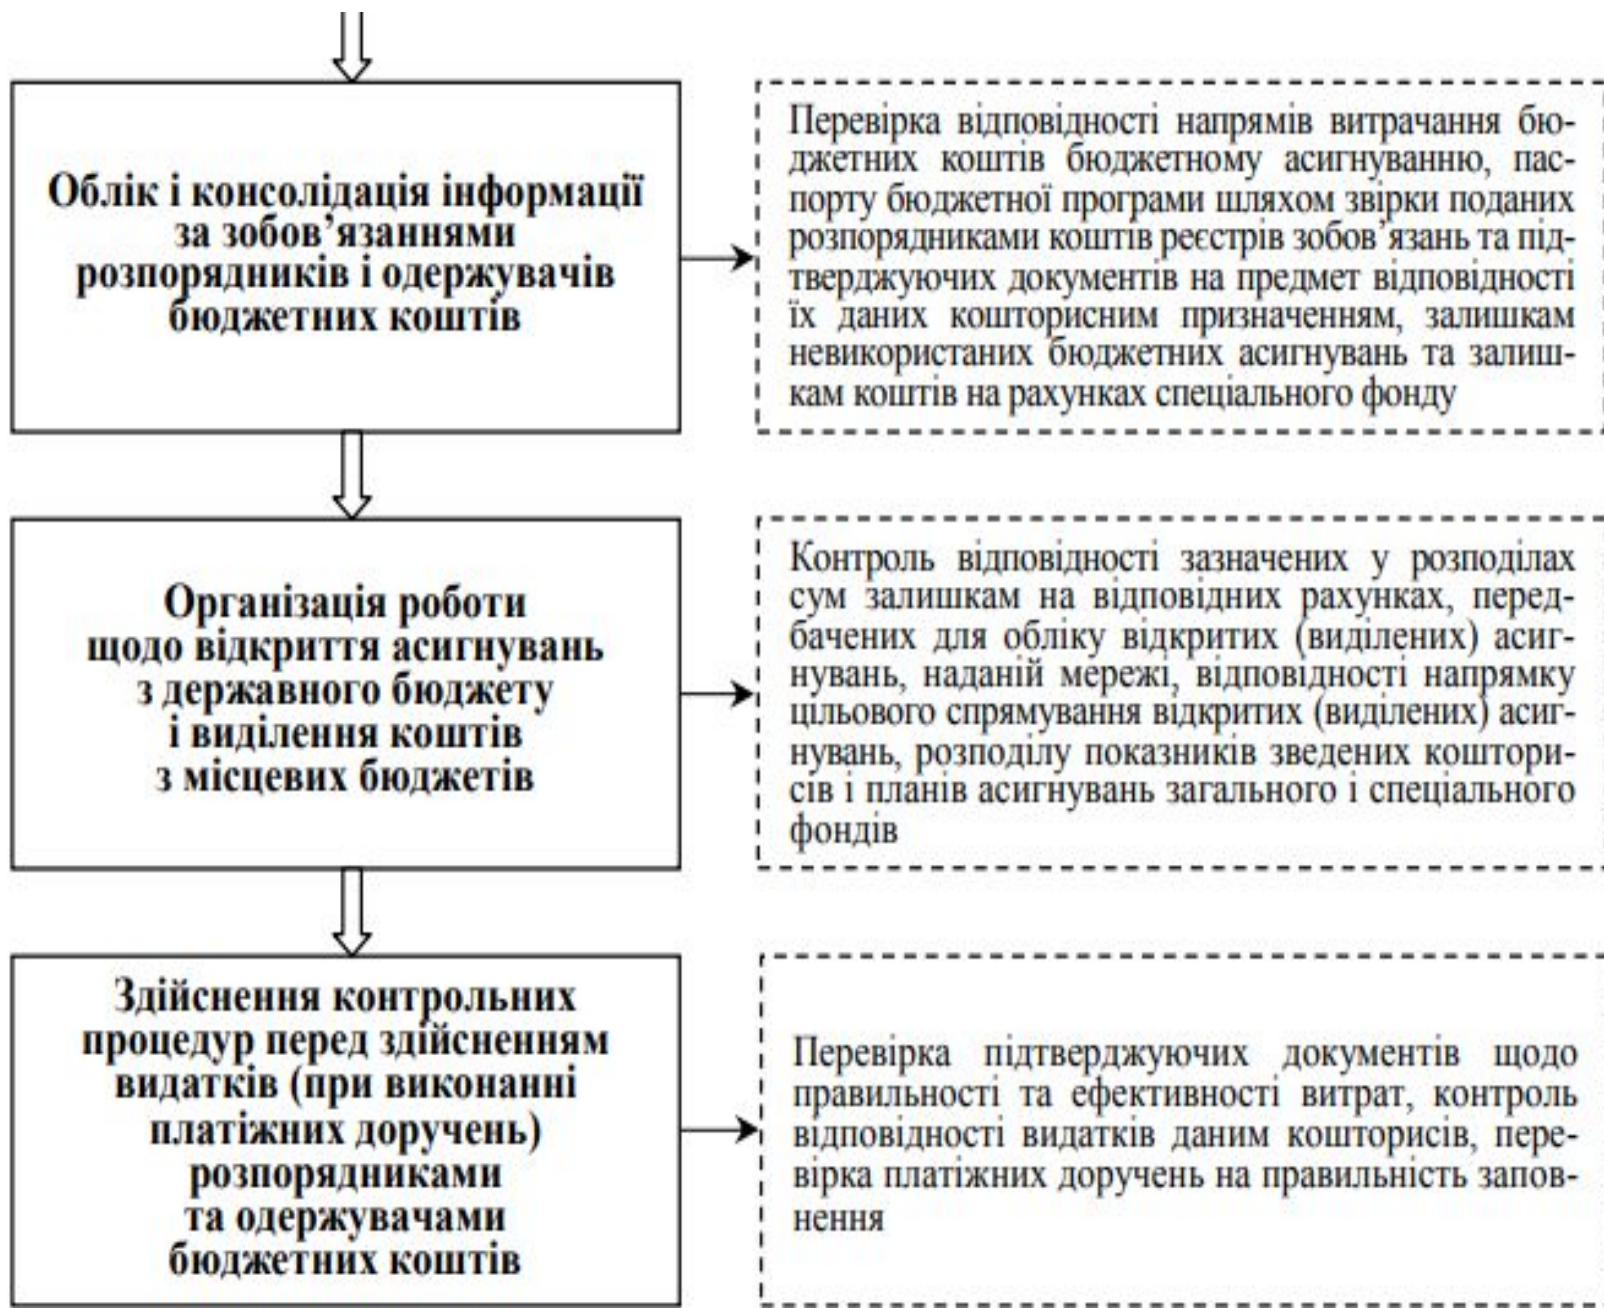 Облік і консолідація інформації
за зобов’язаннями
розпорядників і одержувачів
бюджетних коштів
Перевірка відповідності напрямів витрачання бю-
джетних коштів бюджетному асигнуванню, пас-
порту бюджетної програми шляхом звірки поданих
розпорядниками коштів реєстрів зобов’язань та під-
тверджуючих документів на предмет відповідності
їх даних кошторисним призначенням, залишкам
невикористаних бюджетних асигнувань та залиш-
кам коштів на рахунках спеціального фонду
Організація роботи
щодо відкриття асигнувань
з державного бюджету
і виділення коштів
з місцевих бюджетів
Контроль відповідності зазначених у розподілах
сум залишкам на відповідних рахунках, перед-
бачених для обліку відкритих (виділених) асиг-
нувань, наданій мережі, відповідності напрямку
цільового спрямування відкритих (виділених) асиг-
нувань, розподілу показників зведених коштори-
сів і планів асигнувань загального і спеціального
фондів
Здійснення контрольних
процедур перед здійсненням
видатків (при виконанні
платіжних доручень)
розпорядниками
та одержувачами
бюджетних коштів
Перевірка підтверджуючих документів щодо
правильності та ефективності витрат, контроль
відповідності видатків даним кошторисів, пере-
вірка платіжних доручень на правильність запов-
нення